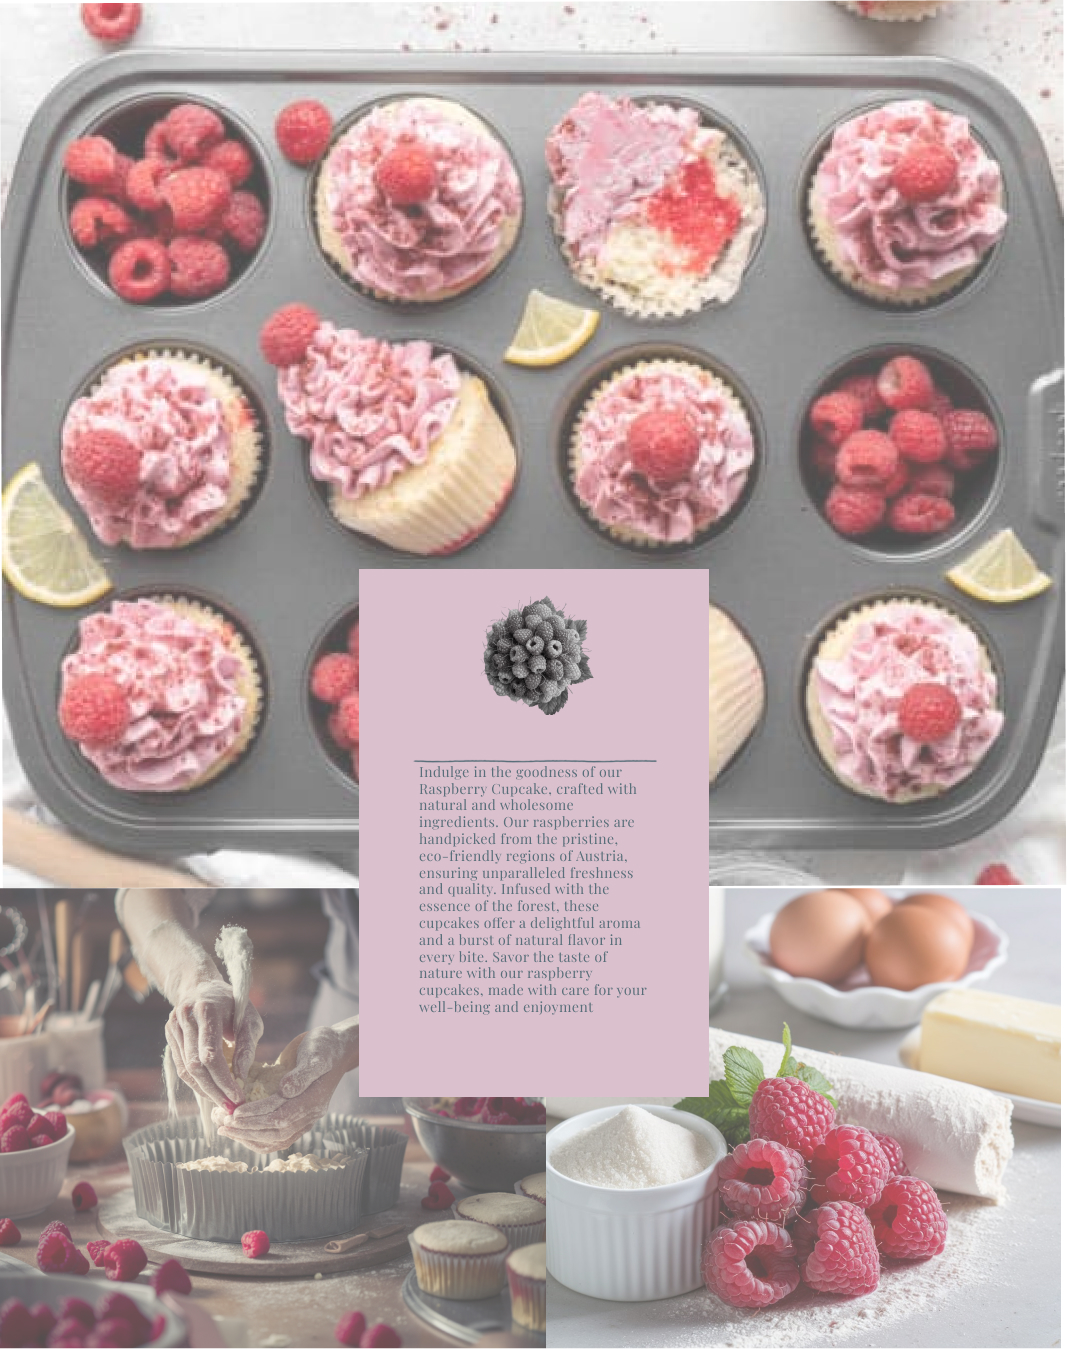 Indulge in the goodness of our
Raspberry Cupcake, crafted with
natural and wholesome
ingredients. Our raspberries are
handpicked from the pristine,
eco-friendly regions of Austria,
ensuring unparalleled freshness
and quality. Infused with the
essence of the forest, these
cupcakes offer a delightful aroma
and a burst of natural flavor in
every bite. Savor the taste of
nature with our raspberry
cupcakes, made with care for your
well-being and enjoyment